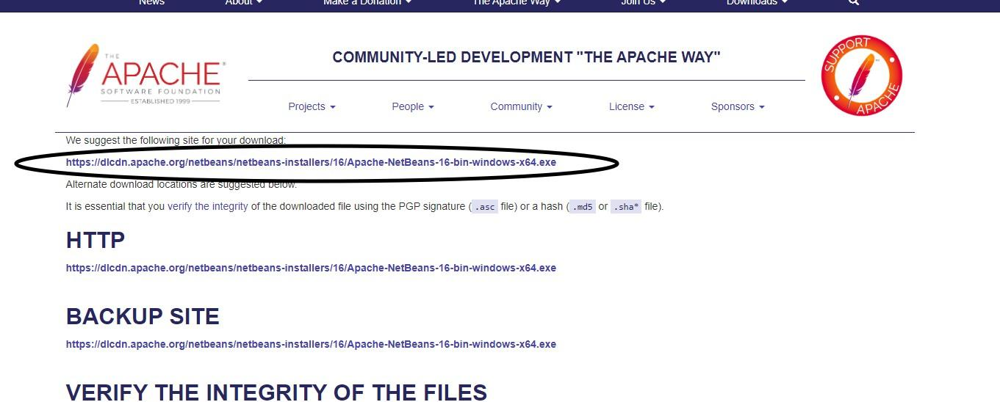 News About Make a Donation The Apache Way Join Us Downloads
THE
APACHE®
SOFTWARE FOUNDATION
ESTABLISHED 1999
COMMUNITY-LED DEVELOPMENT "THE APACHE WAY"
Projects People Community License Sponsors
SUPPORT
APACHE
We suggest the following site for your download:
https://dlcdn.apache.org/netbeans/netbeans-installers/16/Apache-NetBeans-16-bin-windows-x64.exe
Alternate download locations are suggested below.
It is essential that you verify the integrity of the downloaded file using the PGP signature (.asc file) or a hash (.md5 or .sha* file).
HTTP
https://dlcdn.apache.org/netbeans/netbeans-installers/16/Apache-NetBeans-16-bin-windows-x64.exe
BACKUP SITE
https://dlcdn.apache.org/netbeans/netbeans-installers/16/Apache-NetBeans-16-bin-windows-x64.exe
VERIFY THE INTEGRITY OF THE FILES